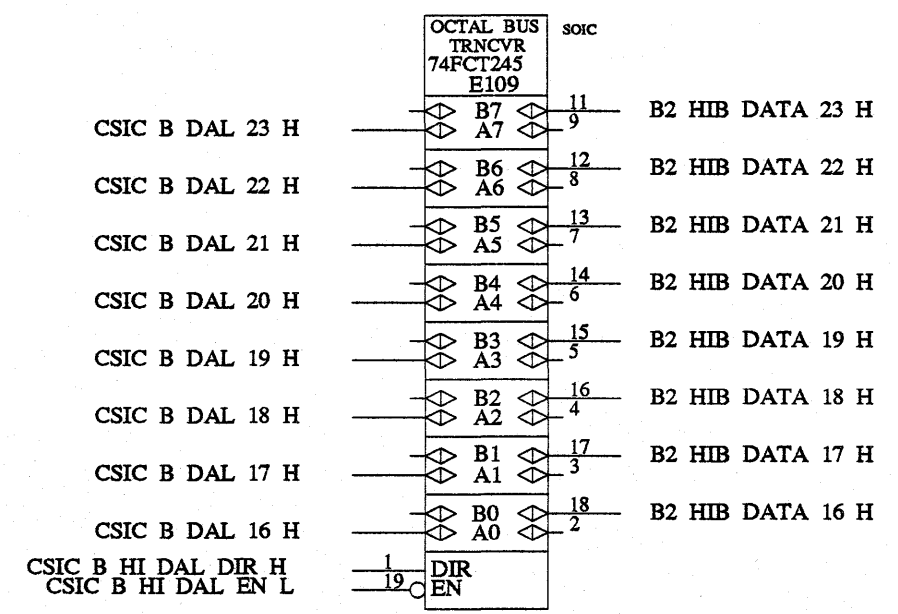 OCTAL BUS SOIC
TRNCVR
74FCT245
E109
B7 11 B2 HIB DATA 23 H
CSIC B DAL 23 H A7 9
B6 12 B2 HIB DATA 22 H
CSIC B DAL 22 H A6 8
B5 13 B2 HIB DATA 21 H
CSIC B DAL 21 H A5 7
B4 14 B2 HIB DATA 20 H
CSIC B DAL 20 H A4 6
B3 15 B2 HIB DATA 19 H
CSIC B DAL 19 H A3 5
B2 16 B2 HIB DATA 18 H
CSIC B DAL 18 H A2 4
B1 17 B2 HIB DATA 17 H
CSIC B DAL 17 H A1 3
B0 18 B2 HIB DATA 16 H
CSIC B DAL 16 H A0 2
CSIC B HI DAL DIR H 1 DIR
CSIC B HI DAL EN L 19 EN